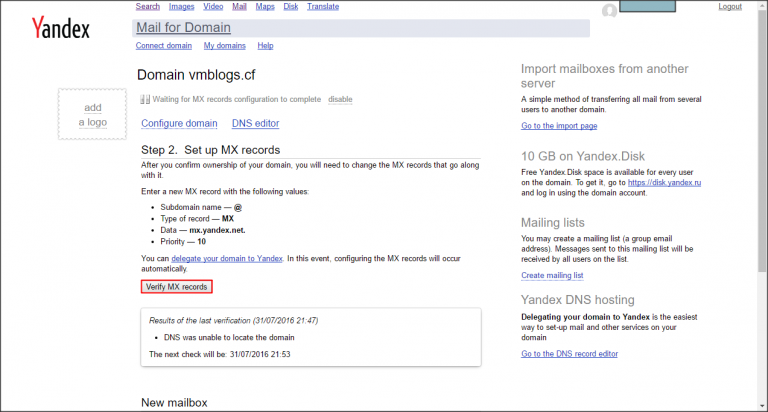 Search Images Video Mail Maps Disk Translate
Logout
Yandex
Mail for Domain
Connect domain My domains Help
Domain vmblogs.cf
add
a logo
Waiting for MX records configuration to complete disable
Configure domain DNS editor
Step 2. Set up MX records
After you confirm ownership of your domain, you will need to change the MX records that go along
with it.
Enter a new MX record with the following values:
• Subdomain name — @
• Type of record — MX
• Data — mx.yandex.net.
• Priority — 10
You can delegate your domain to Yandex. In this event, configuring the MX records will occur
automatically.
Verify MX records
Results of the last verification (31/07/2016 21:47)
• DNS was unable to locate the domain
The next check will be: 31/07/2016 21:53
New mailbox
Import mailboxes from another
server
A simple method of transferring all mail from several
users to another domain.
Go to the import page
10 GB on Yandex.Disk
Free Yandex.Disk space is available for every user
on the domain. To get it, go to https://disk.yandex.ru
and log in using the domain account.
Mailing lists
You may create a mailing list (a group email
address). Messages sent to this mailing list will be
received by all users on the list.
Create mailing list
Yandex DNS hosting
Delegating your domain to Yandex is the easiest
way to set-up mail and other services on your
domain
Go to the DNS record editor